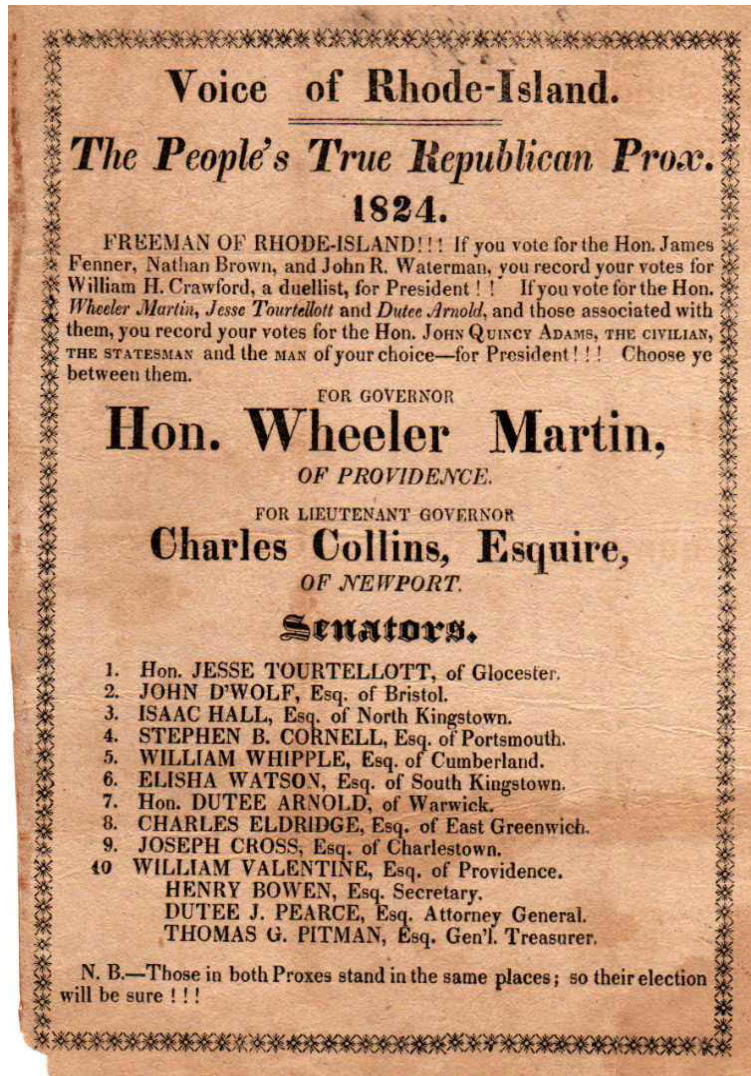 Voice of Rhode-Island.
The People's True Republican Prox.
1824.
FREEMAN OF RHODE-ISLAND!!! If you vote for the Hon. James
Fenner, Nathan Brown, and John R. Waterman, you record your votes for
William H. Crawford, a duellist, for President ! ! If you vote for the Hon.
Wheeler Martin, Jesse Tourtellott and Dutee Arnold, and those associated with
them, you record your votes for the Hon. JOHN QUINCY ADAMS, THE CIVILIAN,
THE STATESMAN and the MAN of your choice—for President ! ! ! Choose ye
between them.
FOR GOVERNOR
Hon. Wheeler Martin,
OF PROVIDENCE.
FOR LIEUTENANT GOVERNOR
Charles Collins, Esquire,
OF NEWPORT.
Senators.
1. Hon. JESSE TOURTELLOTT, of Glocester.
2. JOHN D'WOLF, Esq. of Bristol.
3. ISAAC HALL, Esq. of North Kingstown.
4. STEPHEN B. CORNELL, Esq. of Portsmouth.
5. WILLIAM WHIPPLE, Esq. of Cumberland.
6. ELISHA WATSON, Esq. of South Kingstown.
7. Hon. DUTEE ARNOLD, of Warwick.
8. CHARLES ELDRIDGE, Esq. of East Greenwich.
9. JOSEPH CROSS, Esq. of Charlestown.
10 WILLIAM VALENTINE, Esq. of Providence.
HENRY BOWEN, Esq. Secretary.
DUTEE J. PEARCE, Esq. Attorney General.
THOMAS G. PITMAN, Esq. Gen'l. Treasurer.
N. B.—Those in both Proxes stand in the same places; so their election
will be sure ! ! !